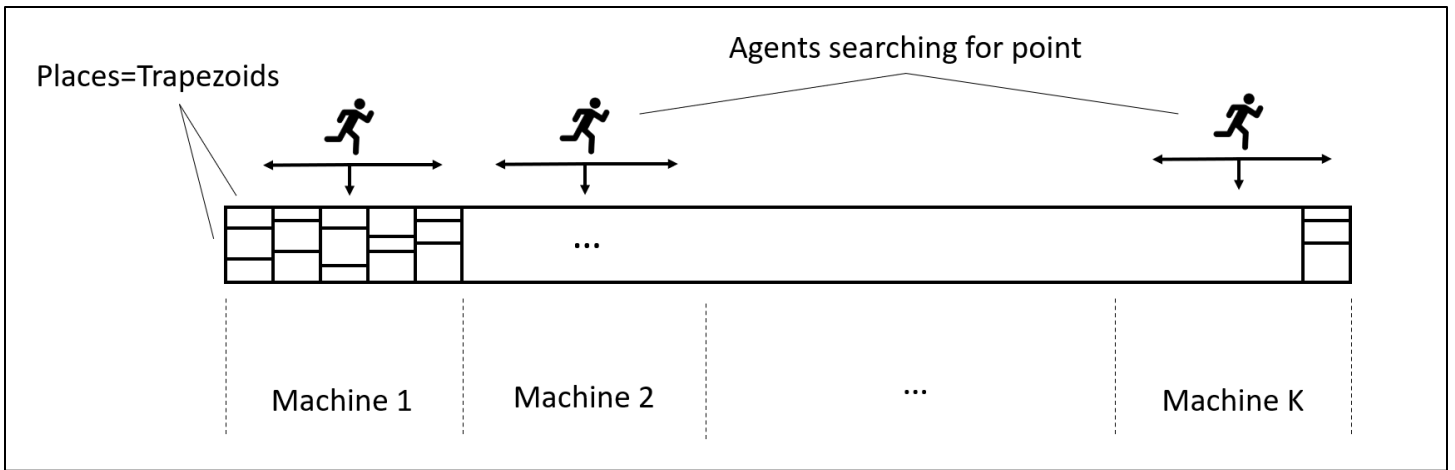 Agents searching for point
Places=Trapezoids
...
Machine 1
Machine 2
...
Machine K